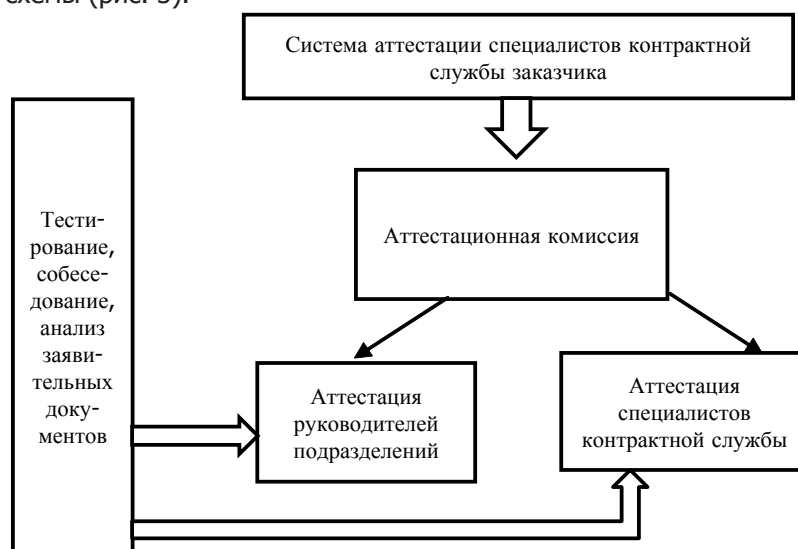 схемы (рис. 3).
Система аттестации специалистов контрактной
службы заказчика
Аттестационная комиссия
Тести-
рование,
собесе-
дование,
анализ
заяви-
тельных
доку-
ментов
Аттестация
руководителей
подразделений
Аттестация
специалистов
контрактной службы